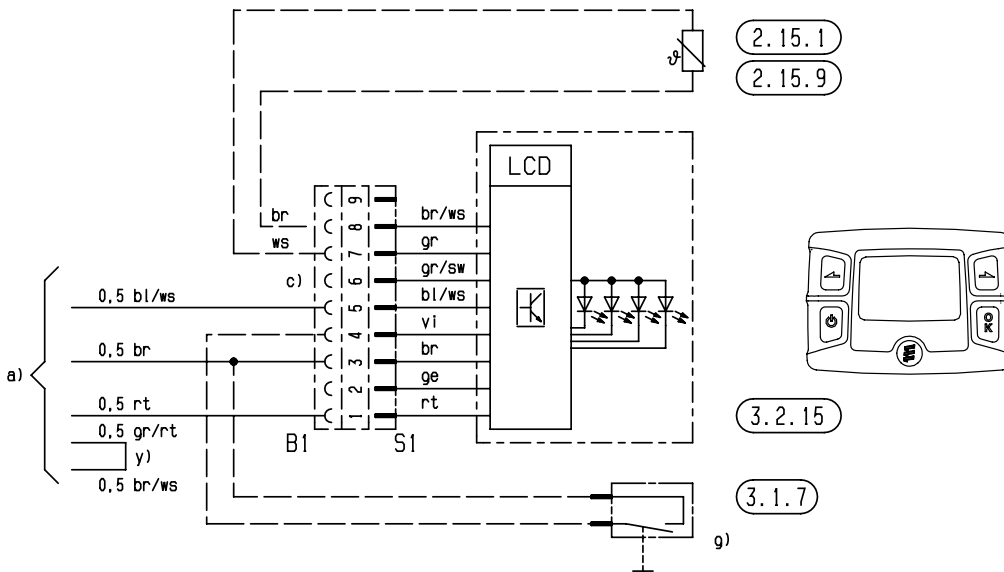 2.15.1
ϑ
2.15.9
LCD
9
br 8 br/ws
ws 7 gr
c) 6 gr/sw
0,5 bl/ws 5 bl/ws
4 vi
0,5 br 3 br
a)
2 ge
0,5 rt 1 rt
OK
3.2.15
0,5 gr/rt
B1 S1
y)
0,5 br/ws
3.1.7
g)